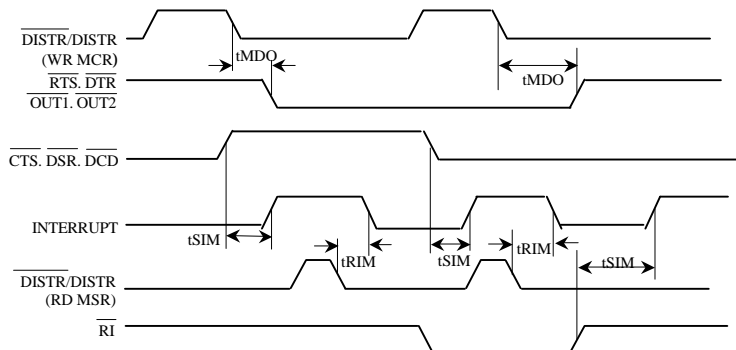 DISTR/DISTR
(WR MCR)
tMDO
tMDO
RTS. DTR
OUT1. OUT2
CTS. DSR. DCD
INTERRUPT
tSIM
tRIM
tSIM
tRIM
tSIM
DISTR/DISTR
(RD MSR)
RI